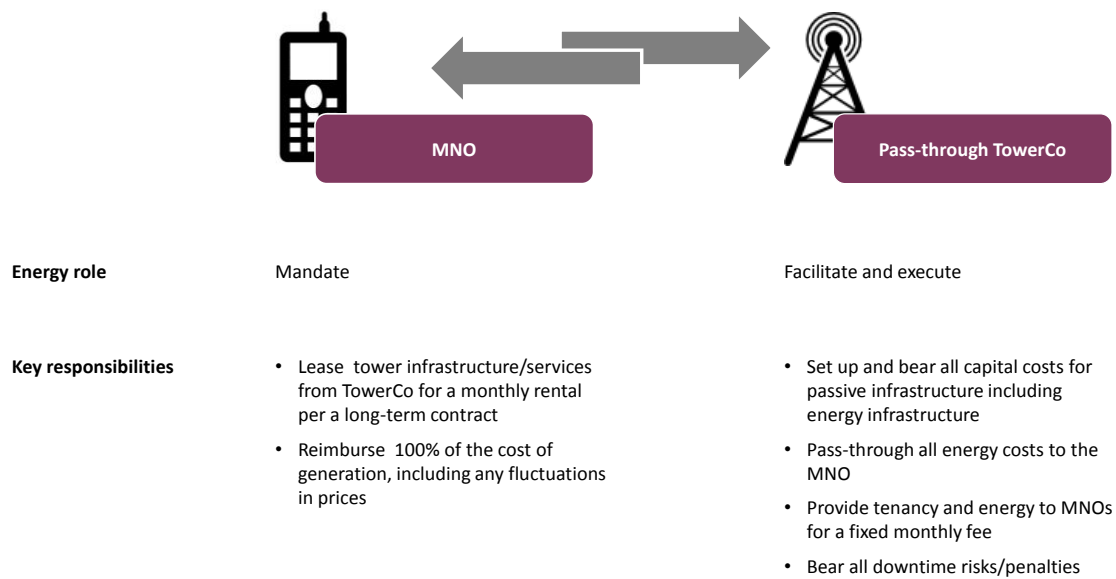 MNO
Pass-through TowerCo
Energy role
Mandate
Facilitate and execute
Key responsibilities
• Lease tower infrastructure/services
from TowerCo for a monthly rental
per a long-term contract
• Reimburse 100% of the cost of
generation, including any fluctuations
in prices
• Set up and bear all capital costs for
passive infrastructure including
energy infrastructure
• Pass-through all energy costs to the
MNO
• Provide tenancy and energy to MNOs
for a fixed monthly fee
• Bear all downtime risks/penalties